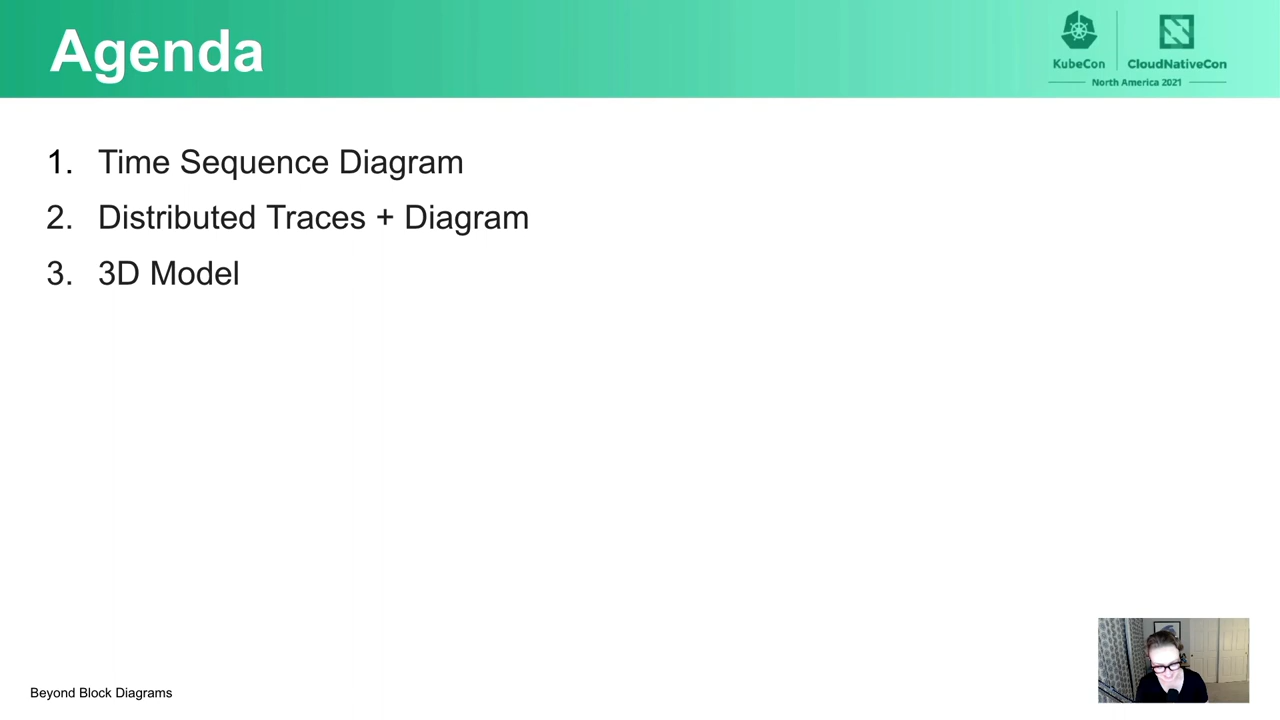 Agenda
KubeCon
CloudNativeCon
North America 2021
1. Time Sequence Diagram
2. Distributed Traces + Diagram
3. 3D Model
Beyond Block Diagrams